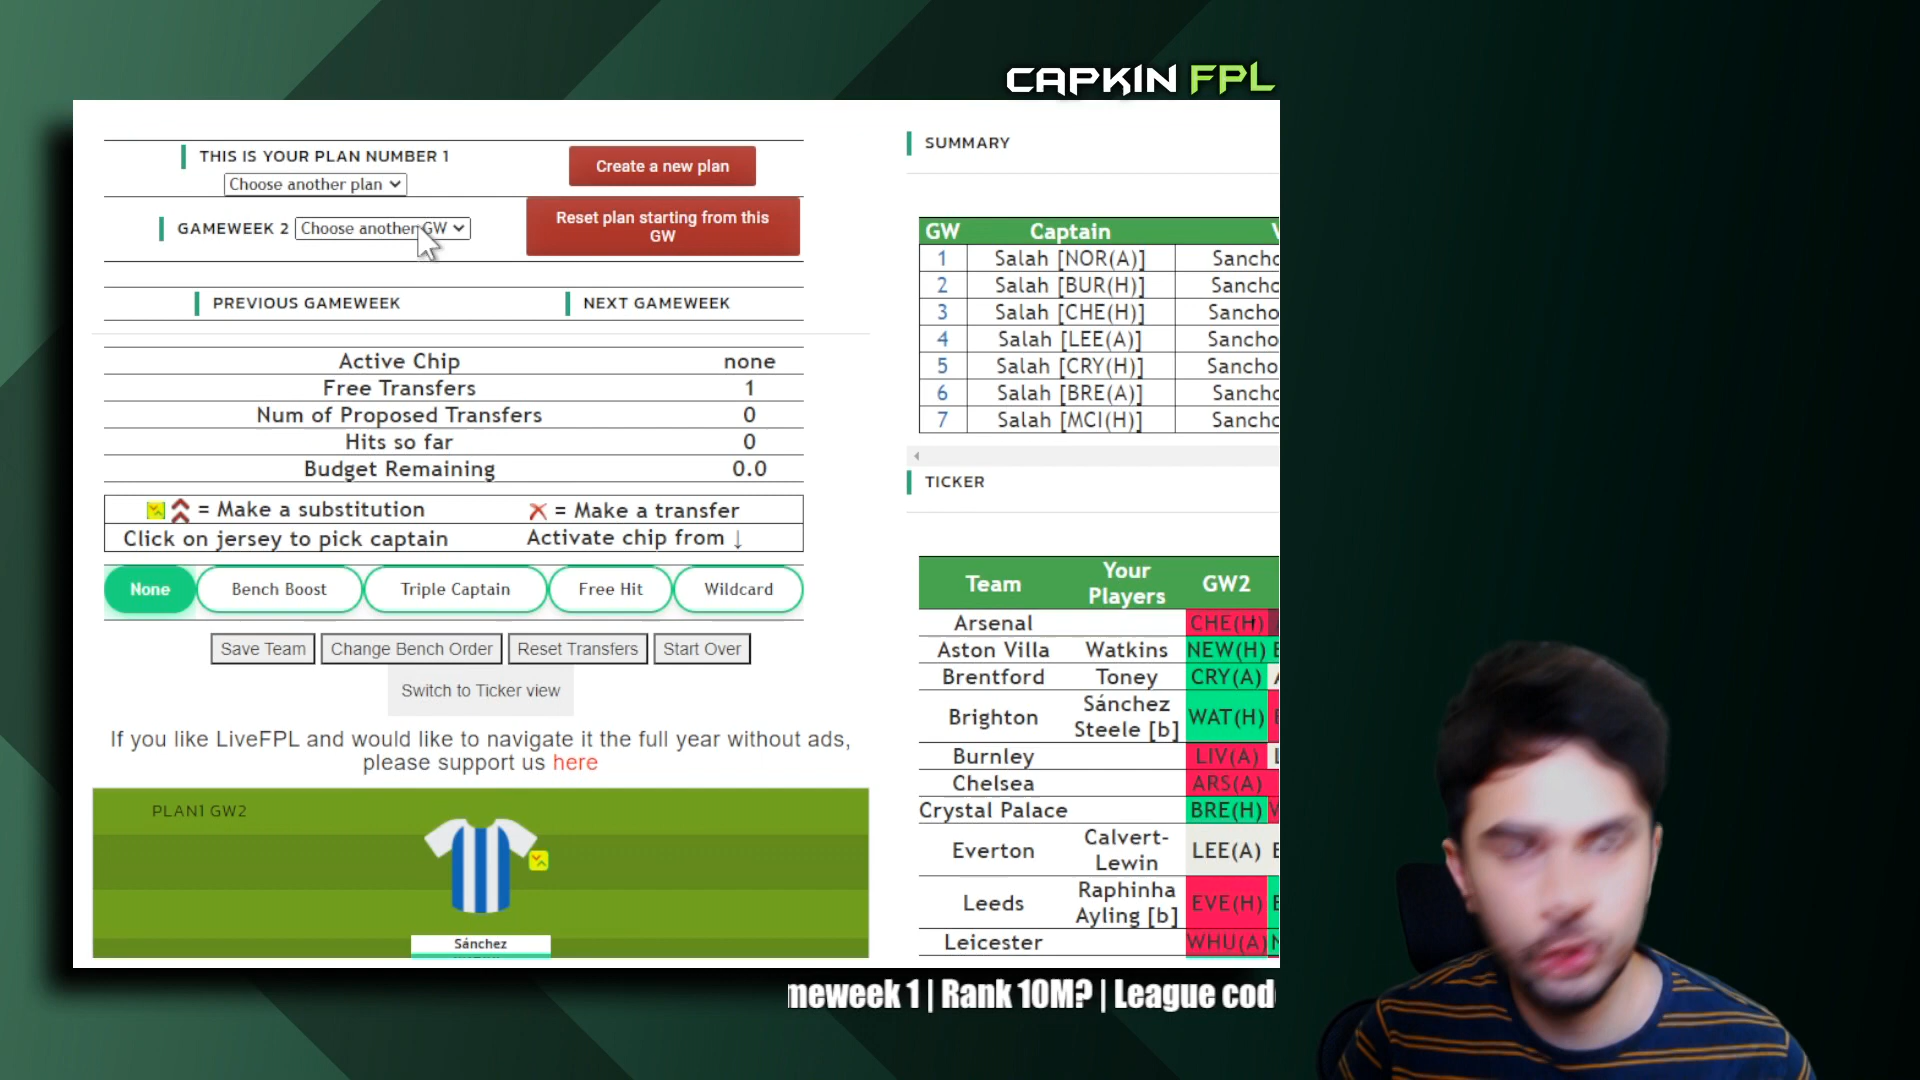 CAPKIN FPL
THIS IS YOUR PLAN NUMBER 1
Choose another plan
Create a new plan
GAMEWEEK 2 Choose another GW
Reset plan starting from this
GW
PREVIOUS GAMEWEEK
NEXT GAMEWEEK
Active Chip none
Free Transfers 1
Num of Proposed Transfers 0
Hits so far 0
Budget Remaining 0.0
= Make a substitution
= Make a transfer
Click on jersey to pick captain
Activate chip from ↓
None Bench Boost Triple Captain Free Hit Wildcard
Save Team Change Bench Order Reset Transfers Start Over
Switch to Ticker view
If you like LiveFPL and would like to navigate it the full year without ads,
please support us here
PLAN1 GW2
Sánchez
SUMMARY
GW Captain
1 Salah [NOR(A)] Sancho
2 Salah [BUR(H)] Sancho
3 Salah [CHE(H)] Sancho
4 Salah [LEE(A)] Sancho
5 Salah [CRY(H)] Sancho
6 Salah [BRE(A)] Sancho
7 Salah [MCI(H)] Sancho
TICKER
Team Your
Players GW2
Arsenal CHE(H)
Aston Villa Watkins NEW(H)
Brentford Toney CRY(A)
Brighton Sánchez
Steele [b] WAT(H)
Burnley LIV(A)
Chelsea ARS(A)
Crystal Palace BRE(H)
Everton Calvert-
Lewin LEE(A)
Leeds Raphinha
Ayling [b] EVE(H)
Leicester WHU(A)
meweek 1 | Rank 10M? | League cod